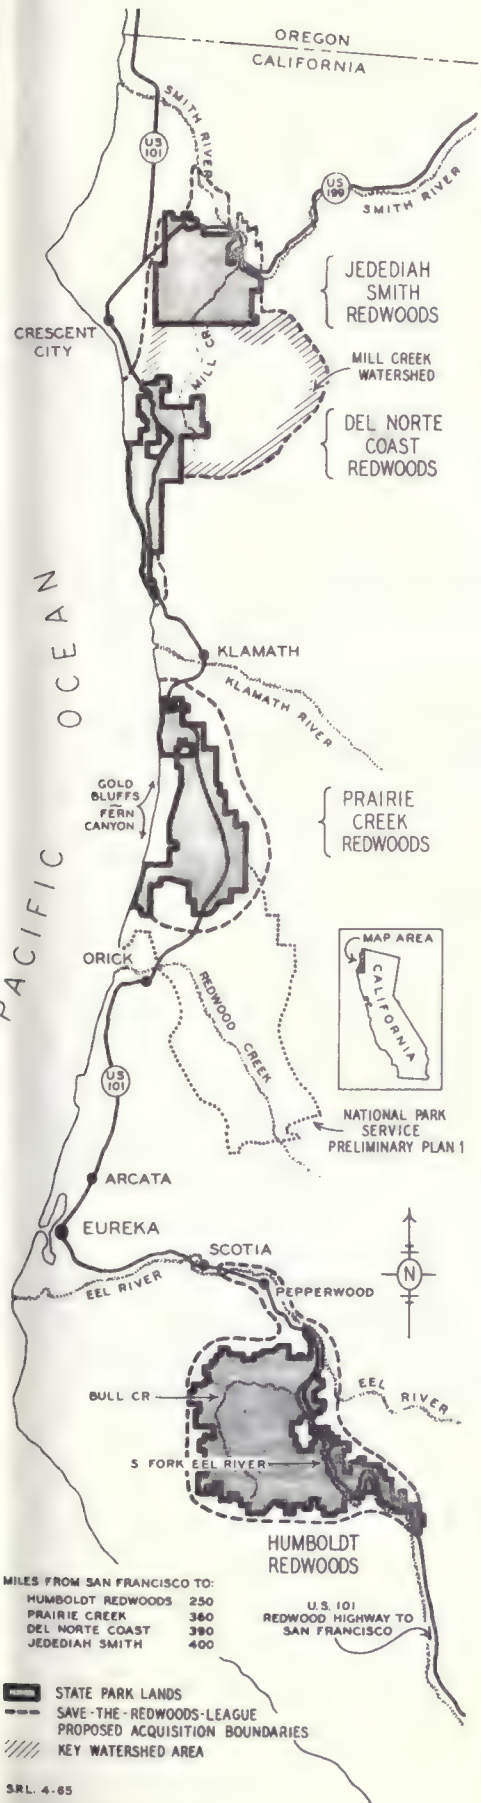 OREGON
CALIFORNIA
SMITH RIVER
US
101
US
199
SMITH RIVER
JEDEDIAH
SMITH
REDWOODS
CRESCENT
CITY
MILL CR
MILL CREEK
WATERSHED
DEL NORTE
COAST
REDWOODS
PACIFIC OCEAN
KLAMATH
KLAMATH RIVER
GOLD
BLUFFS
FERN
CANYON
PRAIRIE
CREEK
REDWOODS
MAP AREA
CALIFORNIA
ORICK
REDWOOD CREEK
US
101
NATIONAL PARK
SERVICE
PRELIMINARY PLAN 1
ARCATA
EUREKA
N
SCOTIA
EEL RIVER
PEPPERWOOD
BULL CR
EEL RIVER
S FORK EEL RIVER
HUMBOLDT
REDWOODS
MILES FROM SAN FRANCISCO TO:
HUMBOLDT REDWOODS 250
PRAIRIE CREEK 360
DEL NORTE COAST 390
JEDEDIAH SMITH 400
U.S. 101
REDWOOD HIGHWAY TO
SAN FRANCISCO
STATE PARK LANDS
SAVE-THE-REDWOODS-LEAGUE
PROPOSED ACQUISITION BOUNDARIES
KEY WATERSHED AREA
S.R.L. 4-65